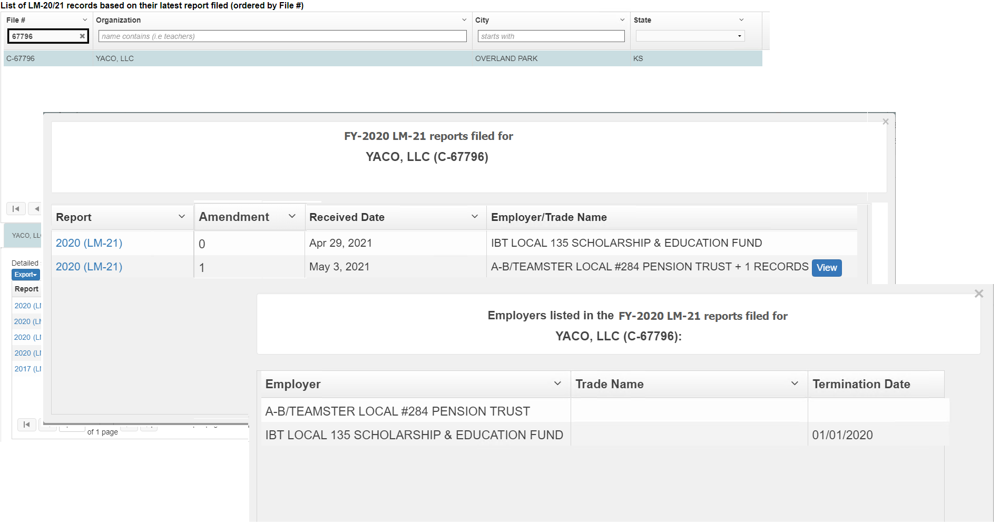 List of LM-20/21 records based on their latest report filed (ordered by File #)
File # Organization City State
67796 name contains (i.e teachers) starts with
C-67796 YACO, LLC OVERLAND PARK KS
FY-2020 LM-21 reports filed for
YACO, LLC (C-67796)
Report Amendment Received Date Employer/Trade Name
2020 (LM-21) 0 Apr 29, 2021 IBT LOCAL 135 SCHOLARSHIP & EDUCATION FUND
2020 (LM-21) 1 May 3, 2021 A-B/TEAMSTER LOCAL #284 PENSION TRUST + 1 RECORDS View
YACO, LL
Detailed
Export
Report
2020 (L
2020 (L
2020 (L
2020 (L
2017 (L
of 1 page
Employers listed in the FY-2020 LM-21 reports filed for
YACO, LLC (C-67796):
Employer Trade Name Termination Date
A-B/TEAMSTER LOCAL #284 PENSION TRUST
IBT LOCAL 135 SCHOLARSHIP & EDUCATION FUND 01/01/2020